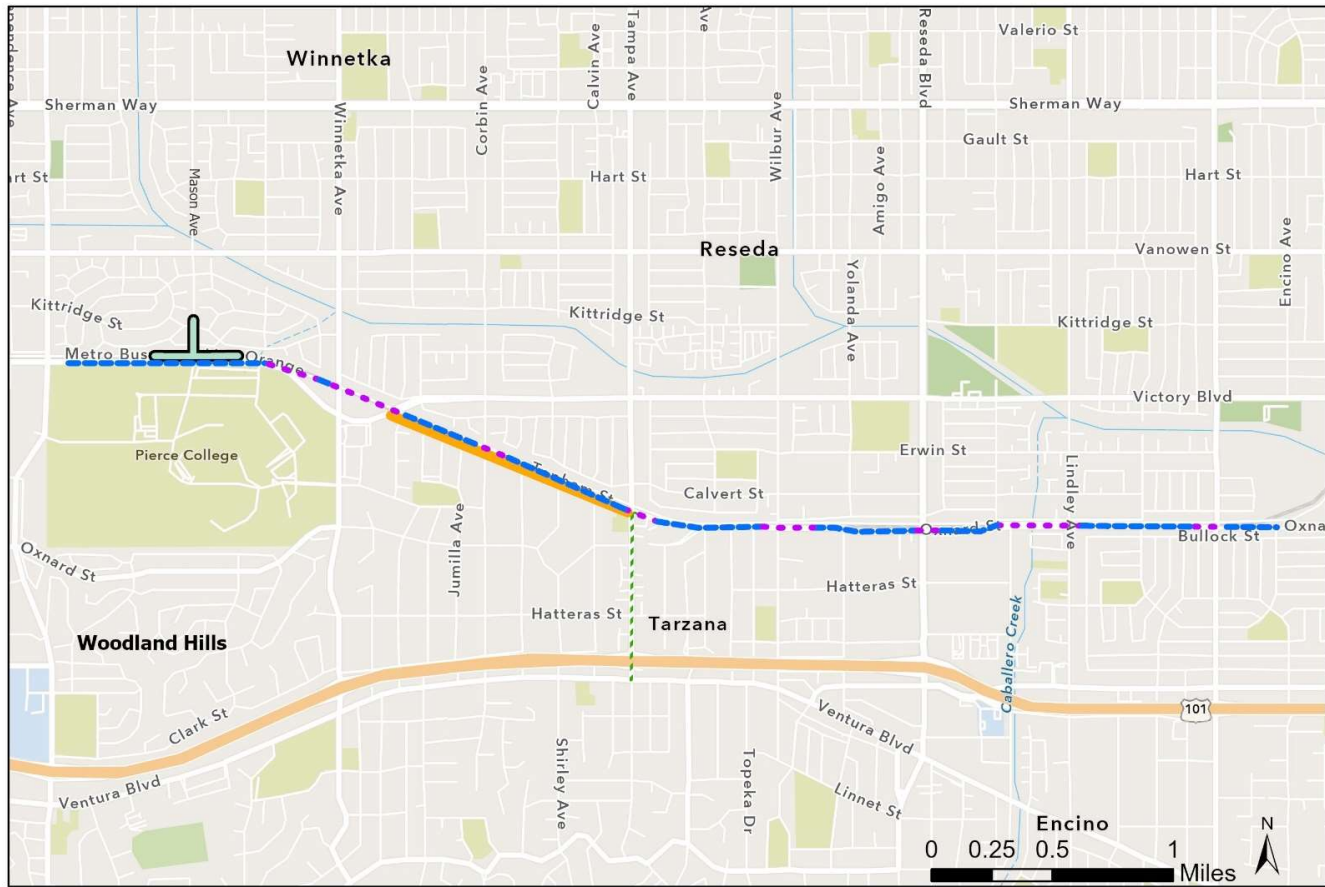 Tampa Ave
Ave
Reseda Blvd
Valerio St
Winnetka
Calvin Ave
Corbin Ave
Sherman Way
Sherman Way
Winnetka Ave
Wilbur Ave
Gault St
Mason Ave
Hart St
Amigo Ave
Hart St
Reseda
Vanowen St
Encino Ave
Yolanda Ave
Kittridge St
Kittridge St
Kittridge St
Metro Bus
Orange
Victory Blvd
Pierce College
Erwin St
Lindley Ave
Topham St
Calvert St
Oxnard St
Bullock St
Jumilla Ave
Oxnard St
Hatteras St
Hatteras St
Tarzana
Woodland Hills
Caballero Creek
Clark St
101
Ventura Blvd
Shirley Ave
Topeka Dr
Ventura Blvd
Linnet St
Encino
N
0 0.25 0.5 1
Miles